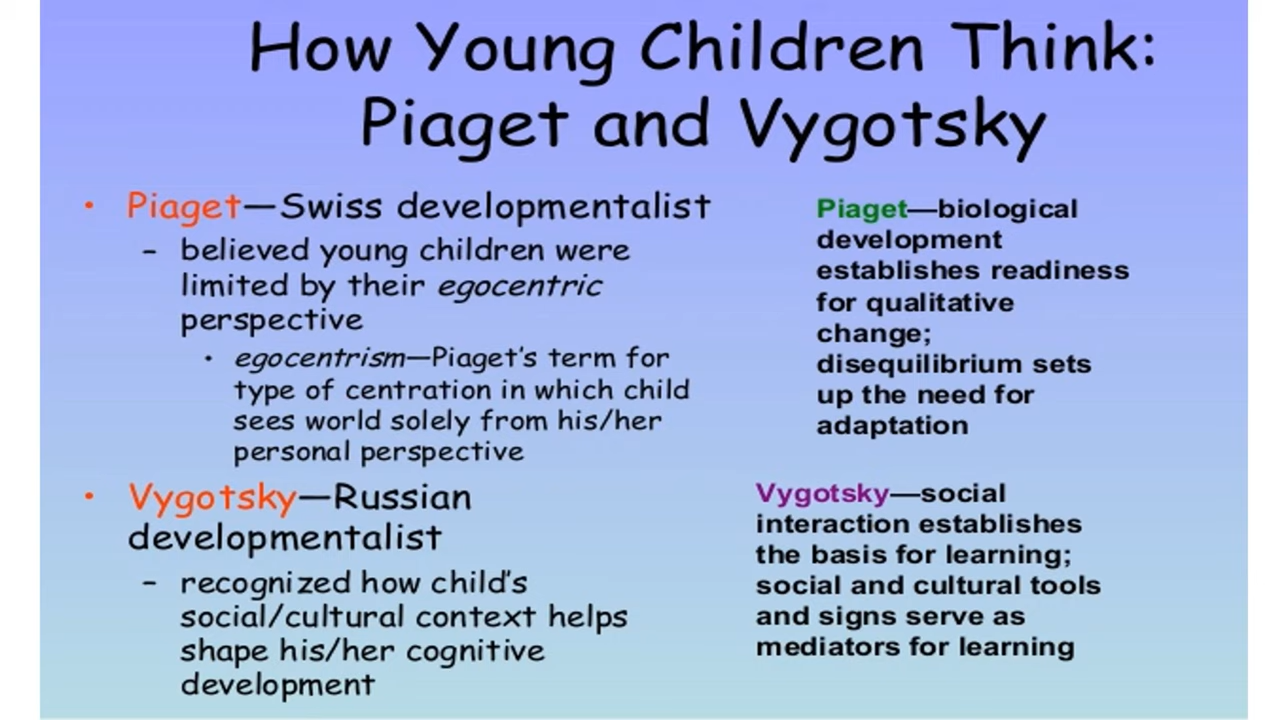 How Young Children Think:
Piaget and Vygotsky
• Piaget—Swiss developmentalist
– believed young children were
limited by their egocentric
perspective
• egocentrism—Piaget's term for
type of centration in which child
sees world solely from his/her
personal perspective
• Vygotsky—Russian
developmentalist
– recognized how child's
social/cultural context helps
shape his/her cognitive
development
Piaget—biological
development
establishes readiness
for qualitative
change;
disequilibrium sets
up the need for
adaptation
Vygotsky—social
interaction establishes
the basis for learning;
social and cultural tools
and signs serve as
mediators for learning